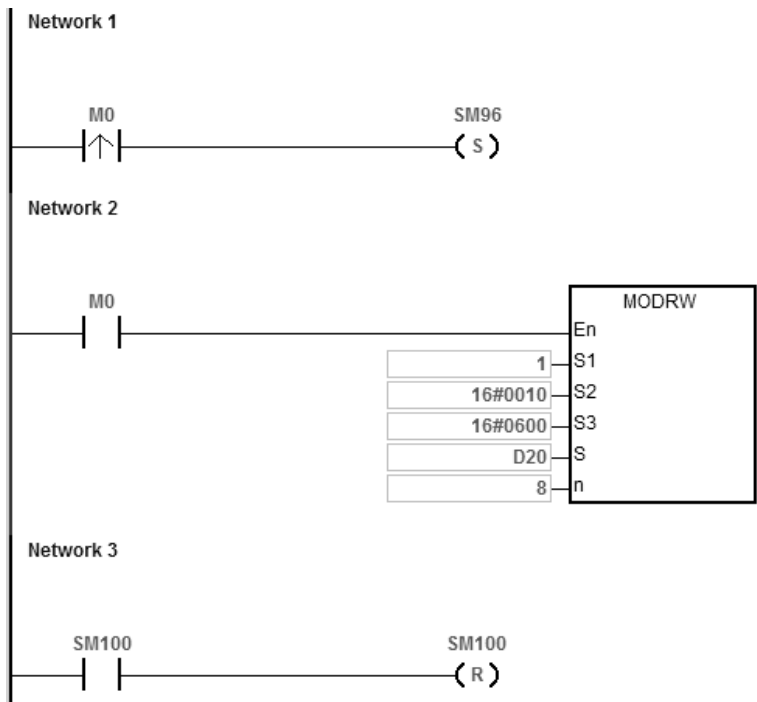 Network 1
M0 SM96
S
Network 2
M0
MODRW
En
1 S1
16#0010 S2
16#0600 S3
D20 S
8 n
Network 3
SM100 SM100
R